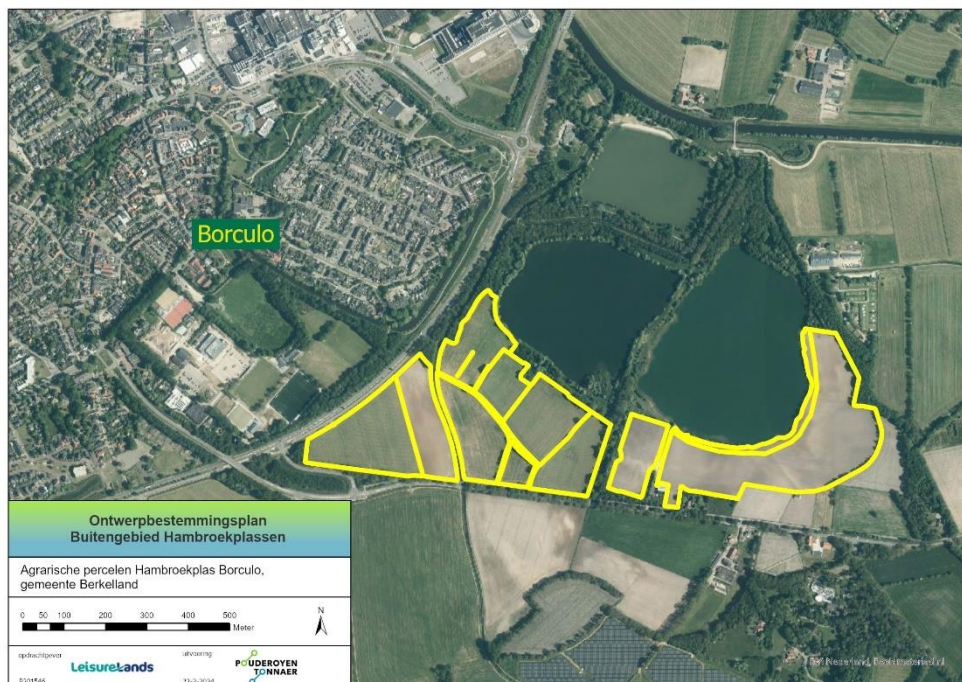 Borculo
Ontwerpbestemmingsplan
Buitengebied Hambroekplassen
Agrarische percelen Hambroekplas Borculo,
gemeente Berkelland
0 50 100 200 300 400 500
Meter
N
opdrachtgever
LeisureLands
uitvoering
POUDEROYEN
TONNAER